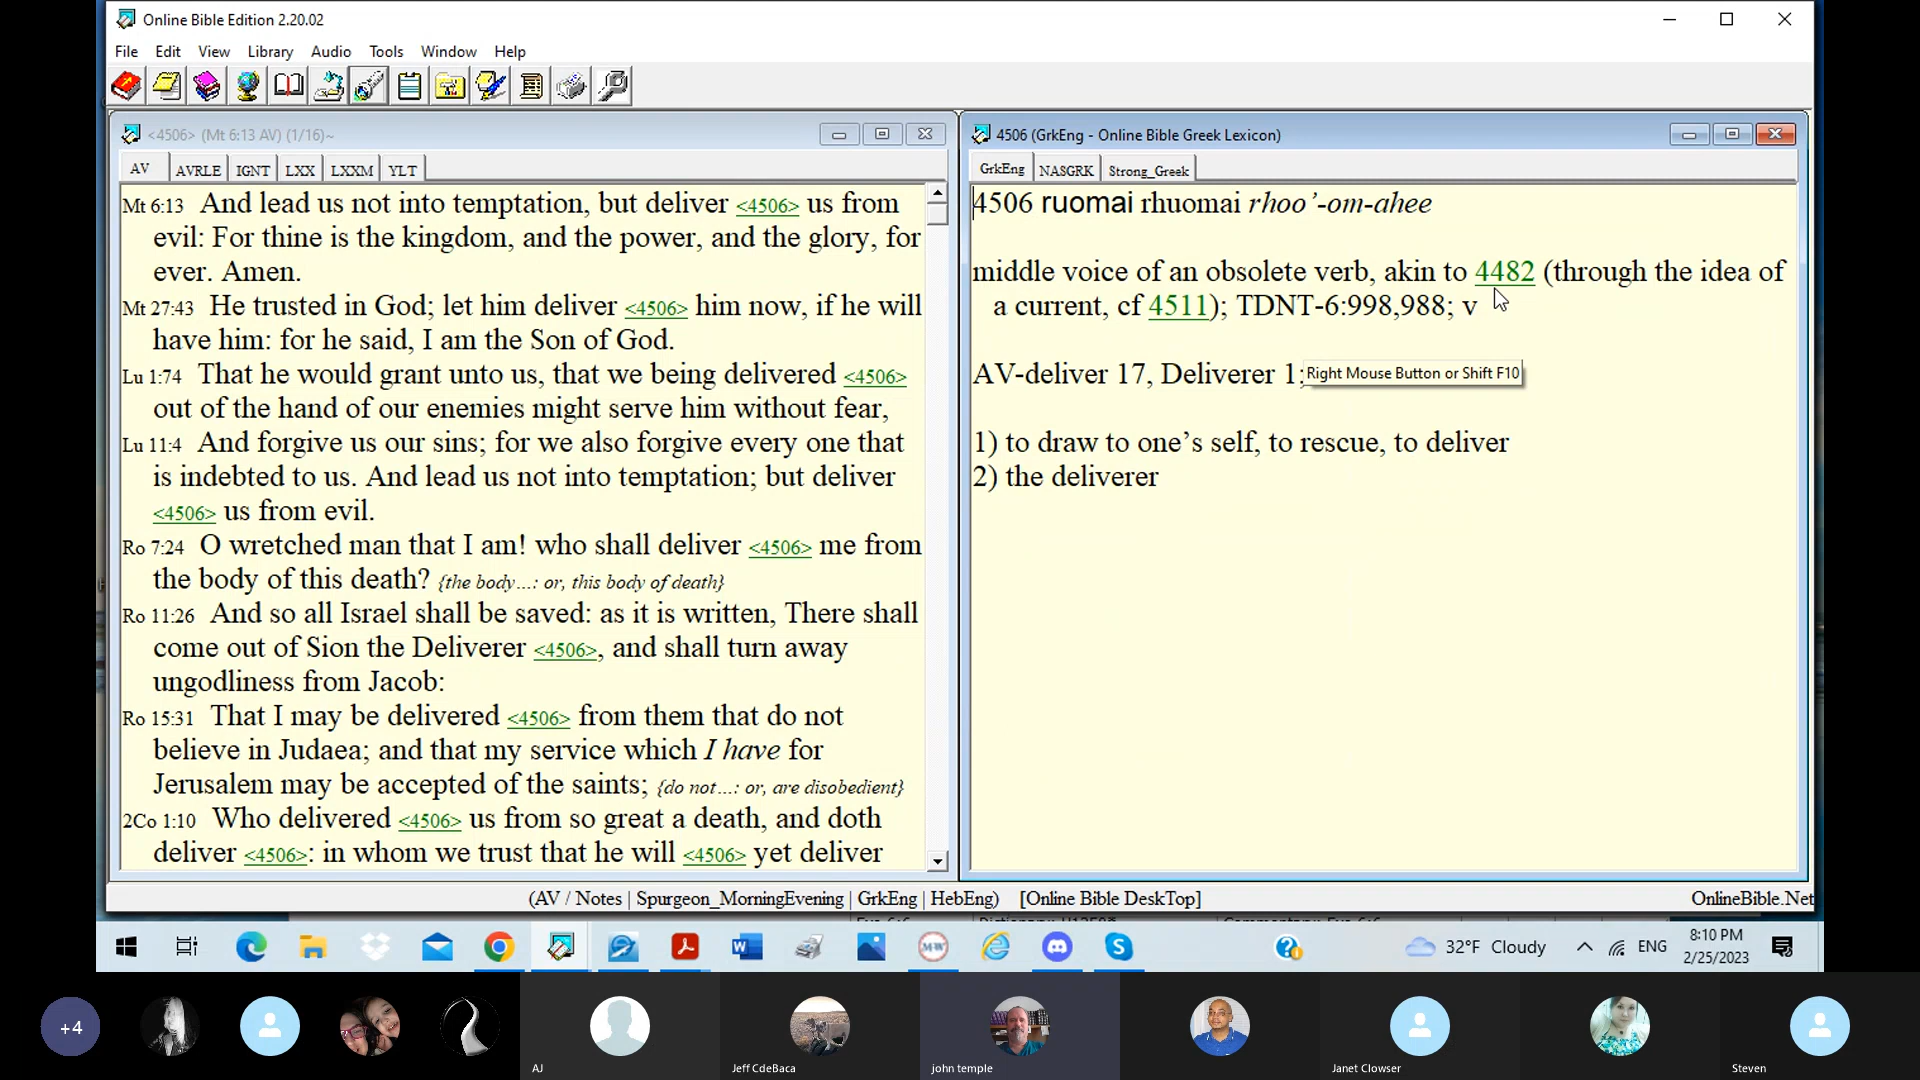 Online Bible Edition 2.20.02
File Edit View Library Audio Tools Window Help
<4506> (Mt 6:13 AV) (1/16)~
AV AVRLE IGNT LXX LXXM YLT
Mt 6:13 And lead us not into temptation, but deliver <4506> us from
evil: For thine is the kingdom, and the power, and the glory, for
ever. Amen.
Mt 27:43 He trusted in God; let him deliver <4506> him now, if he will
have him: for he said, I am the Son of God.
Lu 1:74 That he would grant unto us, that we being delivered <4506>
out of the hand of our enemies might serve him without fear,
Lu 11:4 And forgive us our sins; for we also forgive every one that
is indebted to us. And lead us not into temptation; but deliver
<4506> us from evil.
Ro 7:24 O wretched man that I am! who shall deliver <4506> me from
the body of this death? {the body…: or, this body of death}
Ro 11:26 And so all Israel shall be saved: as it is written, There shall
come out of Sion the Deliverer <4506>, and shall turn away
ungodliness from Jacob:
Ro 15:31 That I may be delivered <4506> from them that do not
believe in Judaea; and that my service which I have for
Jerusalem may be accepted of the saints; {do not…: or, are disobedient}
2Co 1:10 Who delivered <4506> us from so great a death, and doth
deliver <4506>: in whom we trust that he will <4506> yet deliver
4506 (GrkEng - Online Bible Greek Lexicon)
GrkEng NASGRK Strong_Greek
4506 ruomai rhuomai rhoo’-om-ahee
middle voice of an obsolete verb, akin to 4482 (through the idea of
a current, cf 4511); TDNT-6:998,988; v
AV-deliver 17, Deliverer 1;
Right Mouse Button or Shift F10
1) to draw to one’s self, to rescue, to deliver
2) the deliverer
(AV / Notes | Spurgeon_MorningEvening | GrkEng | HebEng) [Online Bible DeskTop]
OnlineBible.Net
32°F Cloudy
ENG
8:10 PM
2/25/2023
+4
AJ
Jeff CdeBaca
john temple
Janet Clowser
Steven